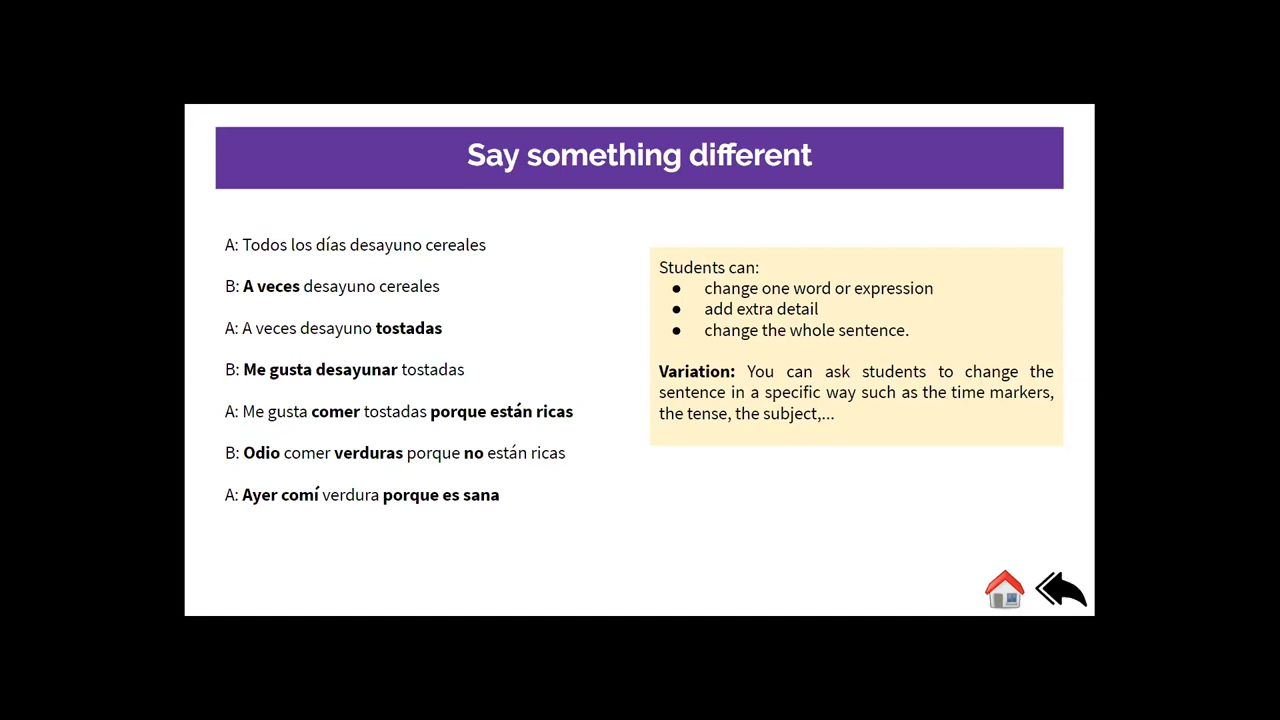 Say something different
A: Todos los días desayuno cereales
B: A veces desayuno cereales
A: A veces desayuno tostadas
B: Me gusta desayunar tostadas
A: Me gusta comer tostadas porque están ricas
B: Odio comer verduras porque no están ricas
A: Ayer comí verdura porque es sana
Students can:
● change one word or expression
● add extra detail
● change the whole sentence.
Variation: You can ask students to change the
sentence in a specific way such as the time markers,
the tense, the subject,...